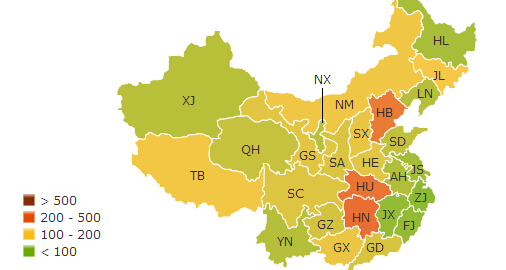 HL
JL
LN
NX
XJ
NM
HB
SX
SD
QH
GS
SA
HE
JS
TB
AH
SC
HU
ZJ
HN
JX
GZ
FJ
YN
GX
GD
> 500
200 - 500
100 - 200
< 100